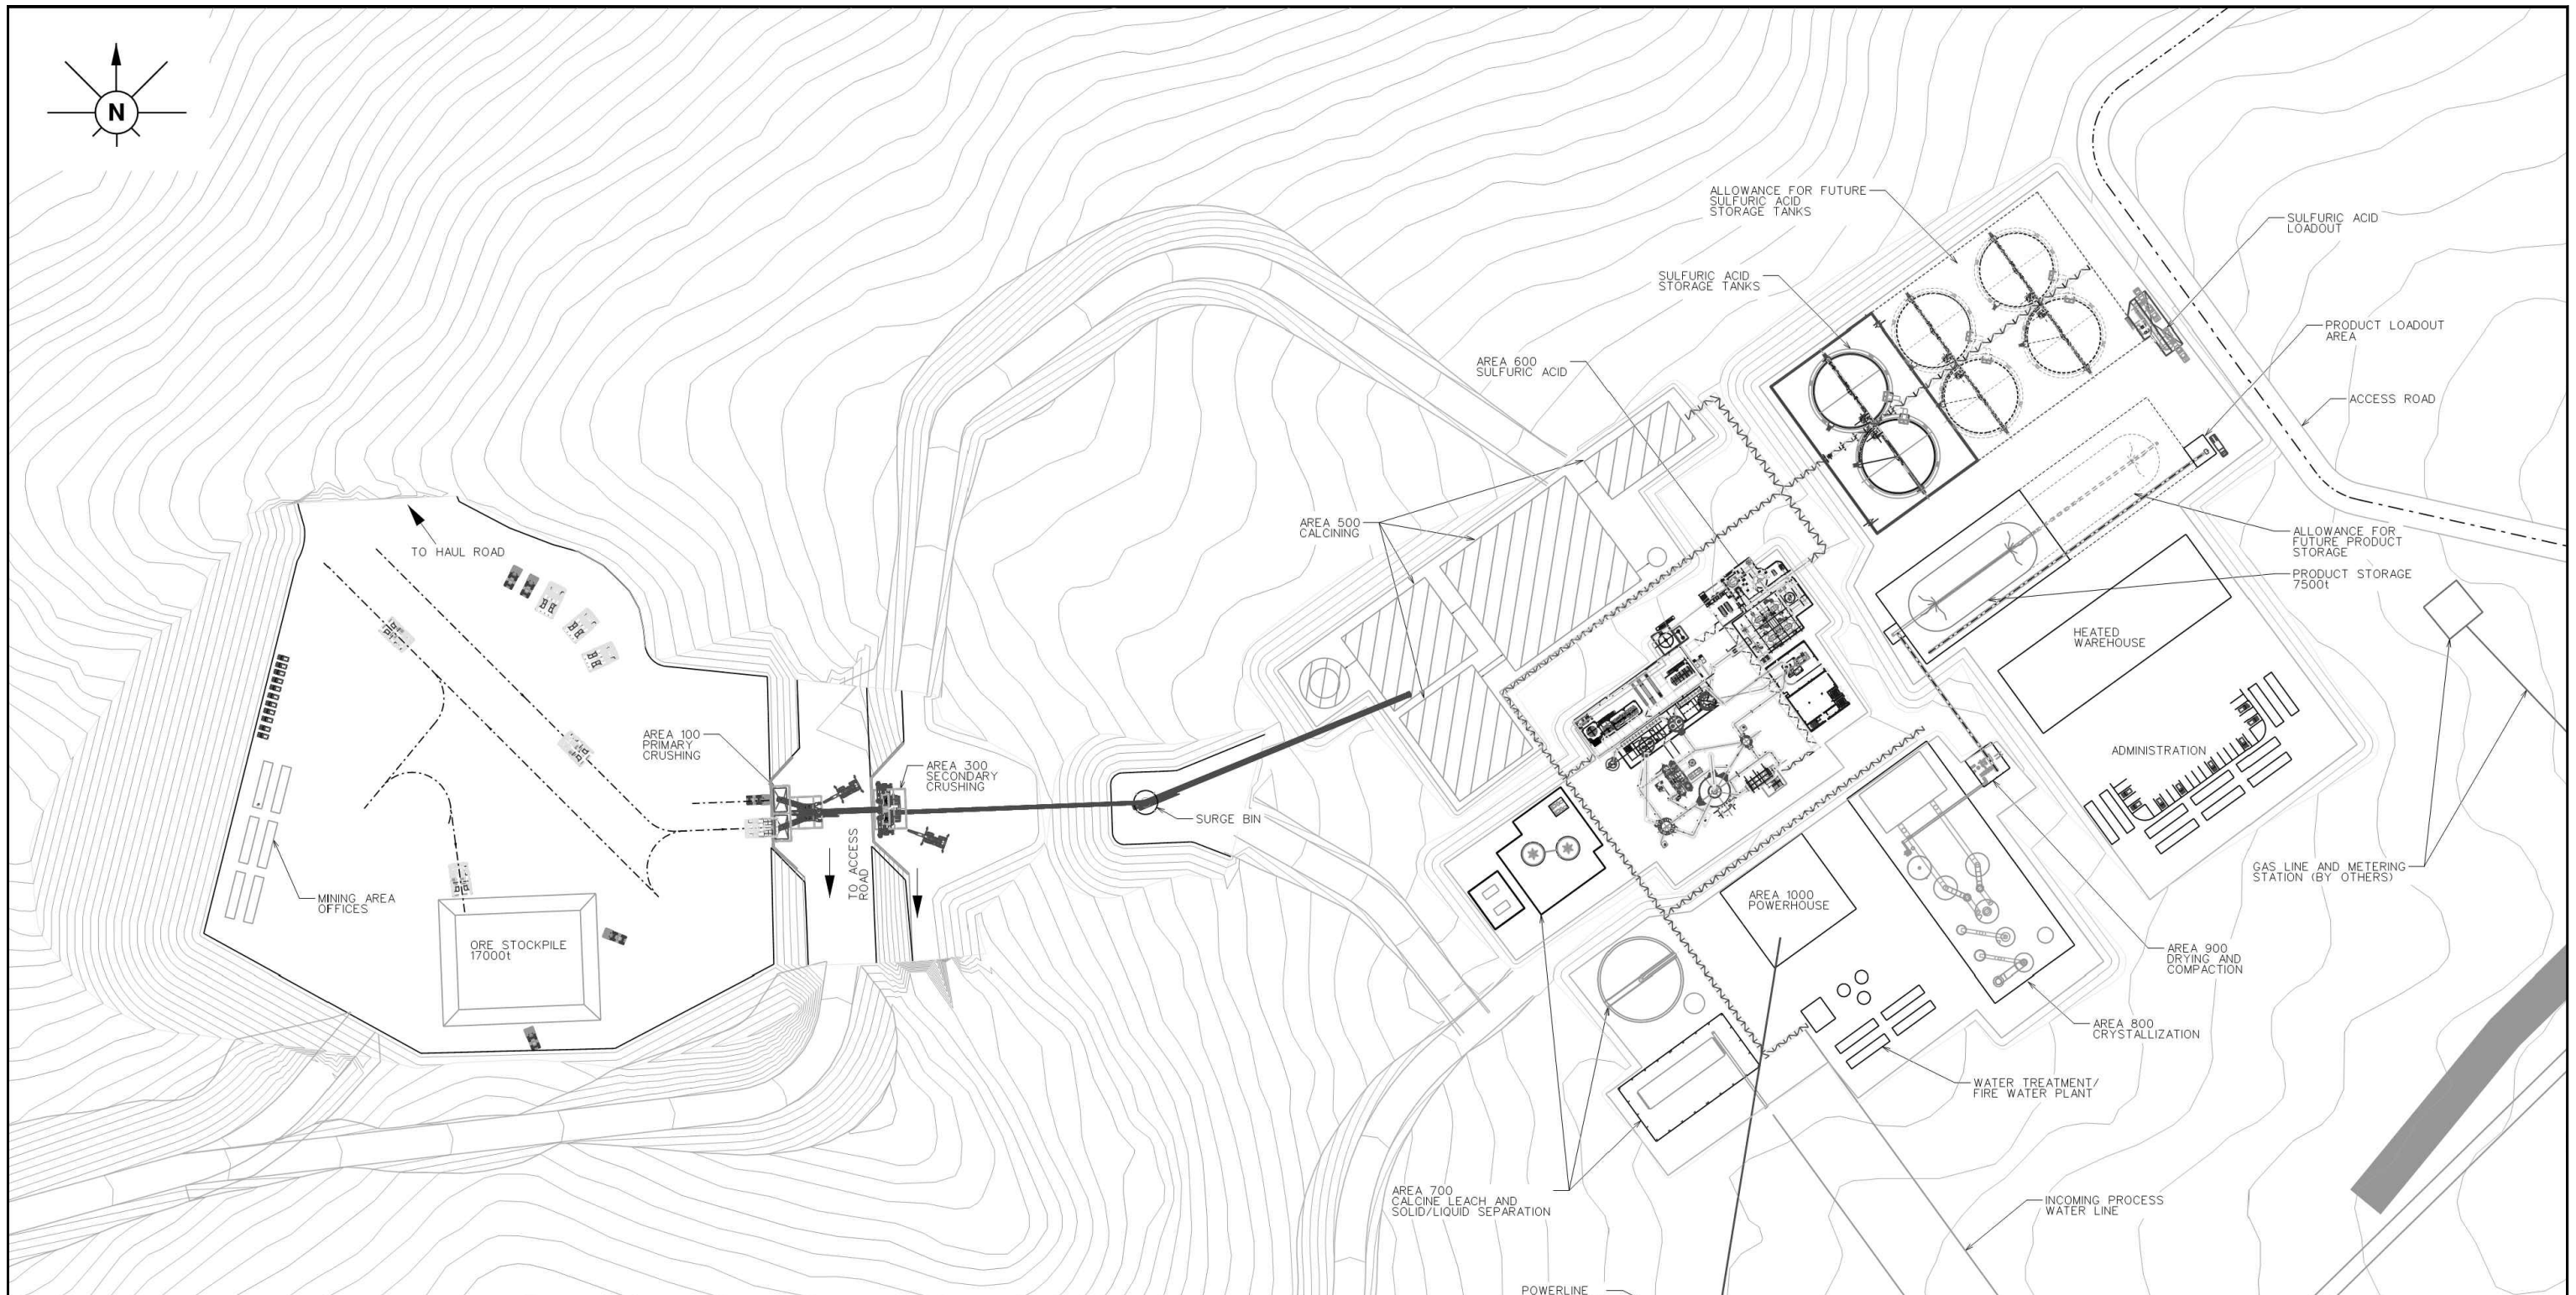 N
ALLOWANCE FOR FUTURE
SULFURIC ACID
STORAGE TANKS
SULFURIC ACID
LOADOUT
SULFURIC ACID
STORAGE TANKS
PRODUCT LOADOUT
AREA
AREA 600
SULFURIC ACID
ACCESS ROAD
AREA 500
CALCINING
TO HAUL ROAD
ALLOWANCE FOR
FUTURE PRODUCT
STORAGE
PRODUCT STORAGE
7500t
HEATED
WAREHOUSE
AREA 100
PRIMARY
CRUSHING
AREA 300
SECONDARY
CRUSHING
ADMINISTRATION
SURGE BIN
TO ACCESS
ROAD
GAS LINE AND METERING
STATION (BY OTHERS)
MINING AREA
OFFICES
AREA 1000
POWERHOUSE
ORE STOCKPILE
17000t
AREA 900
DRYING AND
COMPACTION
AREA 800
CRYSTALLIZATION
WATER TREATMENT/
FIRE WATER PLANT
AREA 700
CALCINE LEACH AND
SOLID/LIQUID SEPARATION
INCOMING PROCESS
WATER LINE
POWERLINE